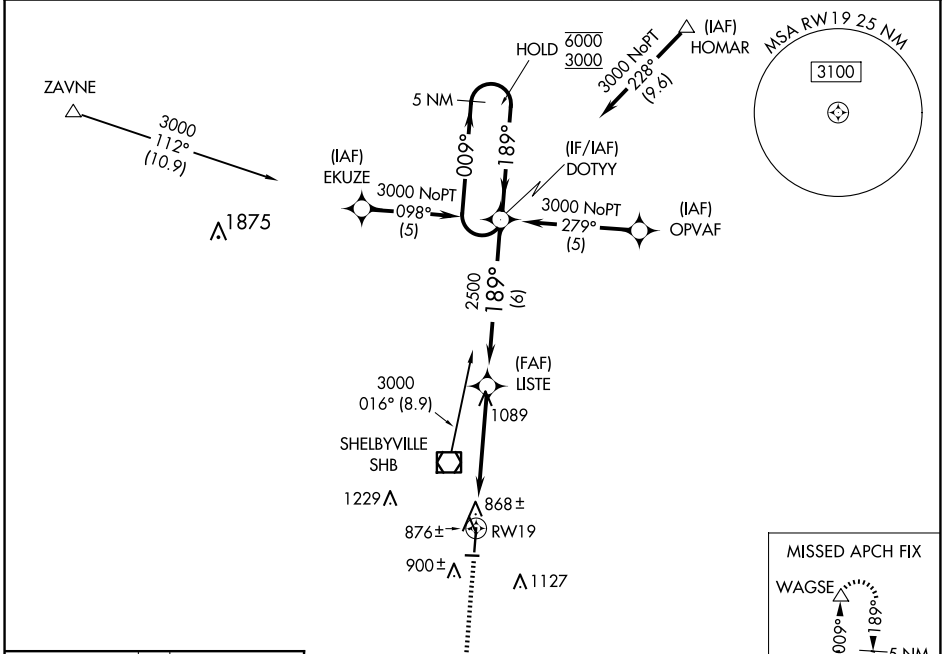 (IAF)
HOMAR
MSA RW19 25 NM
3100
HOLD 6000
3000
3000 NoPT
228°
(9.6)
ZAVNE
5 NM
3000
112°
(10.9)
009°
189°
(IF/IAF)
DOTYY
(IAF)
EKUZE
3000 NoPT
098°
(5)
3000 NoPT
279°
(5)
(IAF)
OPVAF
1875
2500
189°
(6)
(FAF)
LISTE
3000
016° (8.9)
1089
SHELBYVILLE
SHB
1229
868±
876±
RW19
900±
1127
MISSED APCH FIX
WAGSE
009°
189°
5 NM